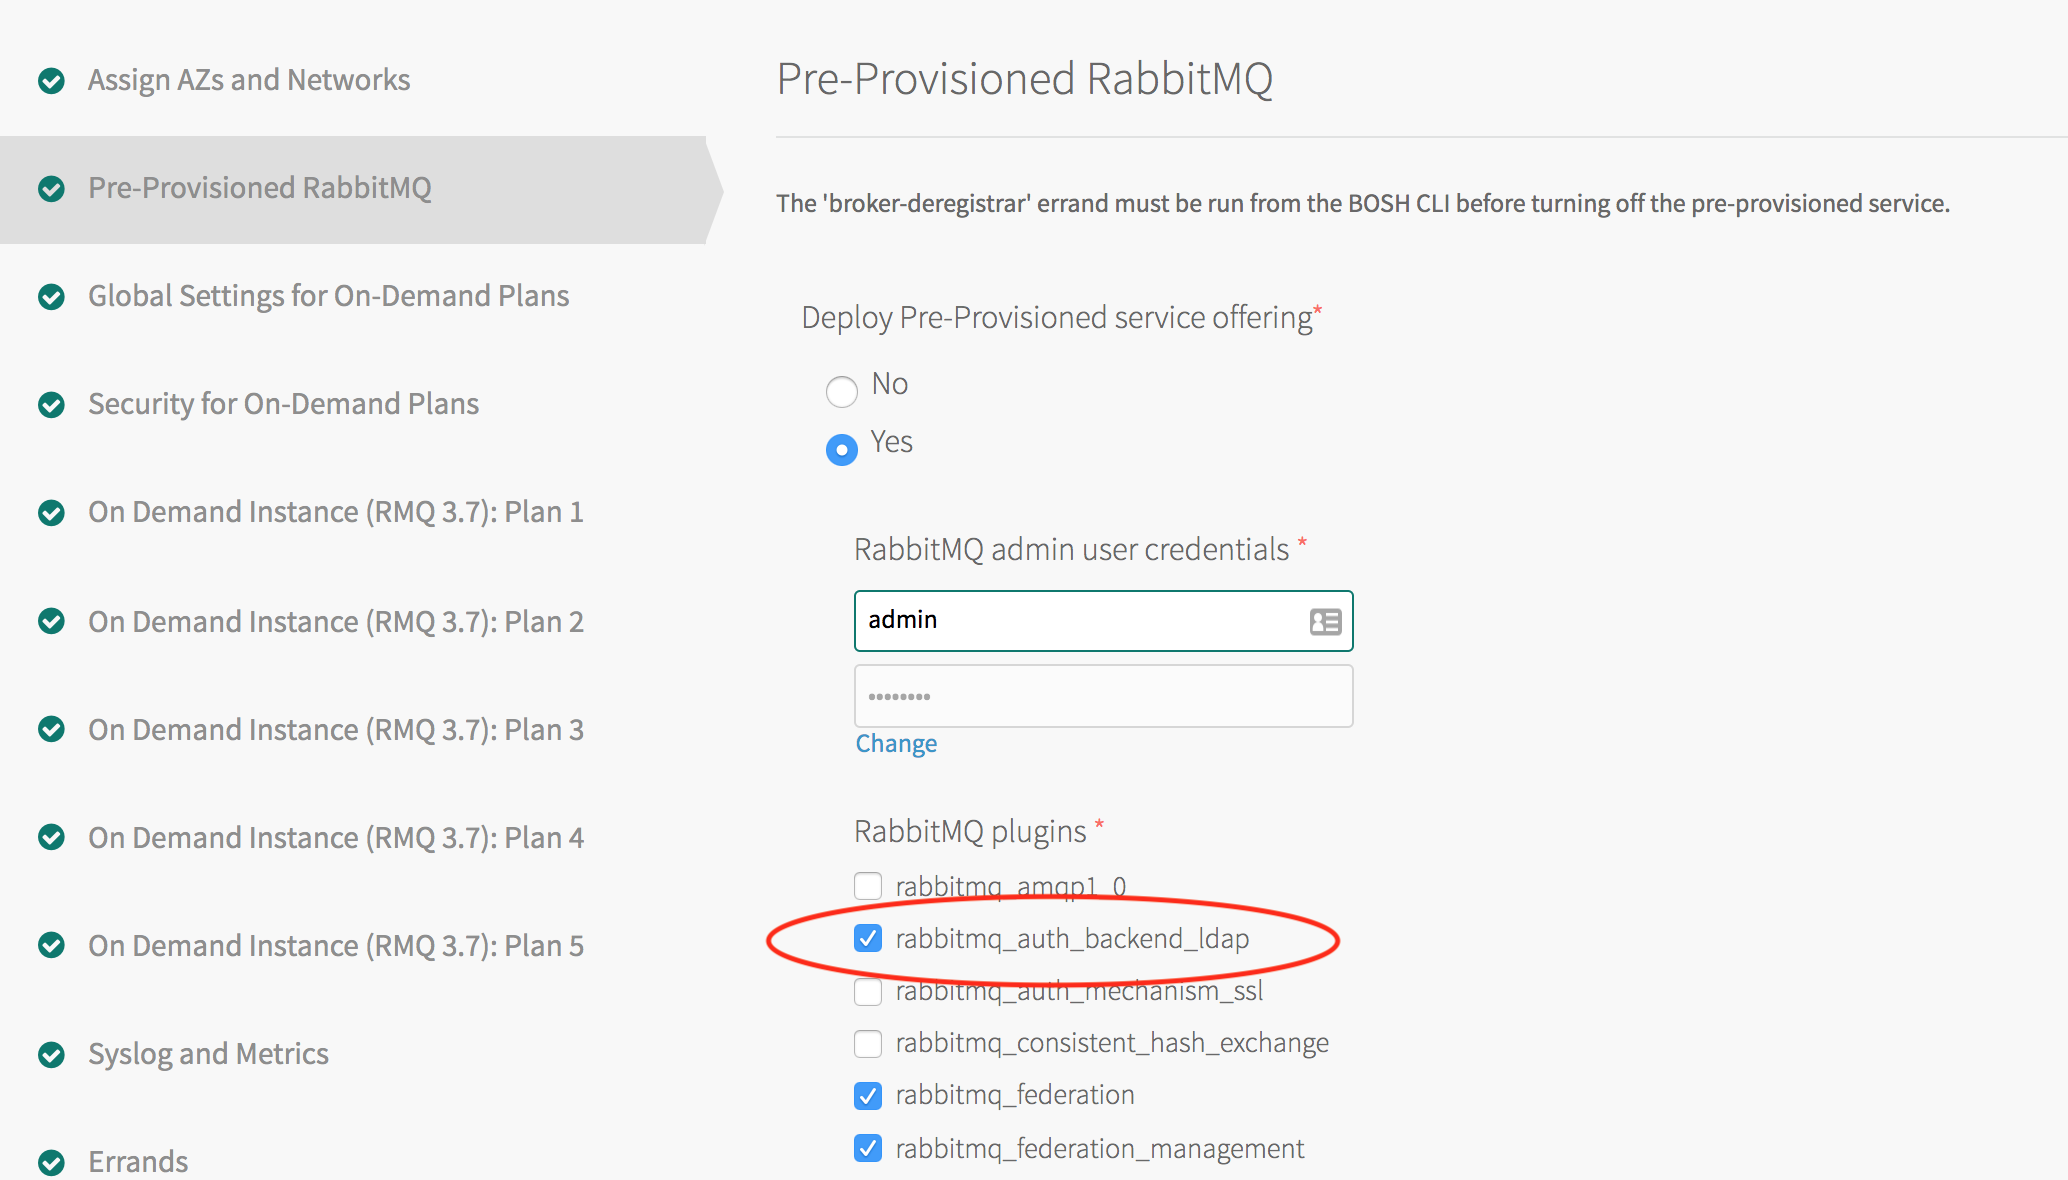 Assign AZs and Networks
Pre-Provisioned RabbitMQ
Global Settings for On-Demand Plans
Security for On-Demand Plans
On Demand Instance (RMQ 3.7): Plan 1
On Demand Instance (RMQ 3.7): Plan 2
On Demand Instance (RMQ 3.7): Plan 3
On Demand Instance (RMQ 3.7): Plan 4
On Demand Instance (RMQ 3.7): Plan 5
Syslog and Metrics
Errands
Pre-Provisioned RabbitMQ
The 'broker-deregistrar' errand must be run from the BOSH CLI before turning off the pre-provisioned service.
Deploy Pre-Provisioned service offering*
No
Yes
RabbitMQ admin user credentials *
admin
••••••••
Change
RabbitMQ plugins *
rabbitmq_amqp1_0
rabbitmq_auth_backend_ldap
rabbitmq_auth_mechanism_ssl
rabbitmq_consistent_hash_exchange
rabbitmq_federation
rabbitmq_federation_management